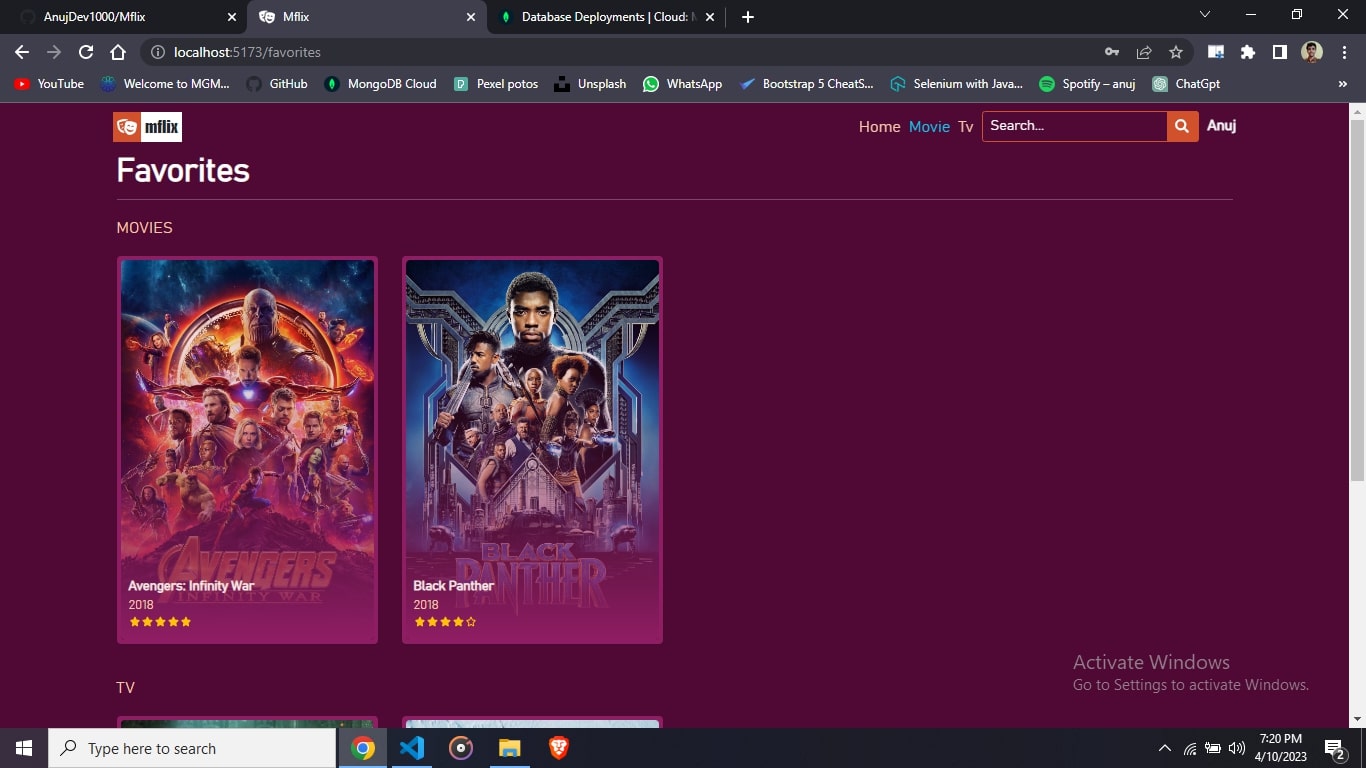 AnujDev1000/Mflix
Mflix
Database Deployments | Cloud: M
localhost:5173/favorites
YouTube
Welcome to MGM...
GitHub
MongoDB Cloud
Pexel potos
Unsplash
WhatsApp
Bootstrap 5 CheatS...
Selenium with Java...
Spotify – anuj
ChatGpt
»
mflix
Home Movie Tv
Search...
Anuj
Favorites
MOVIES
AVENGERS
INFINITY WAR
Avengers: Infinity War
2018
BLACK
PANTHER
Black Panther
2018
TV
Activate Windows
Go to Settings to activate Windows.
Type here to search
7:20 PM
4/10/2023
2